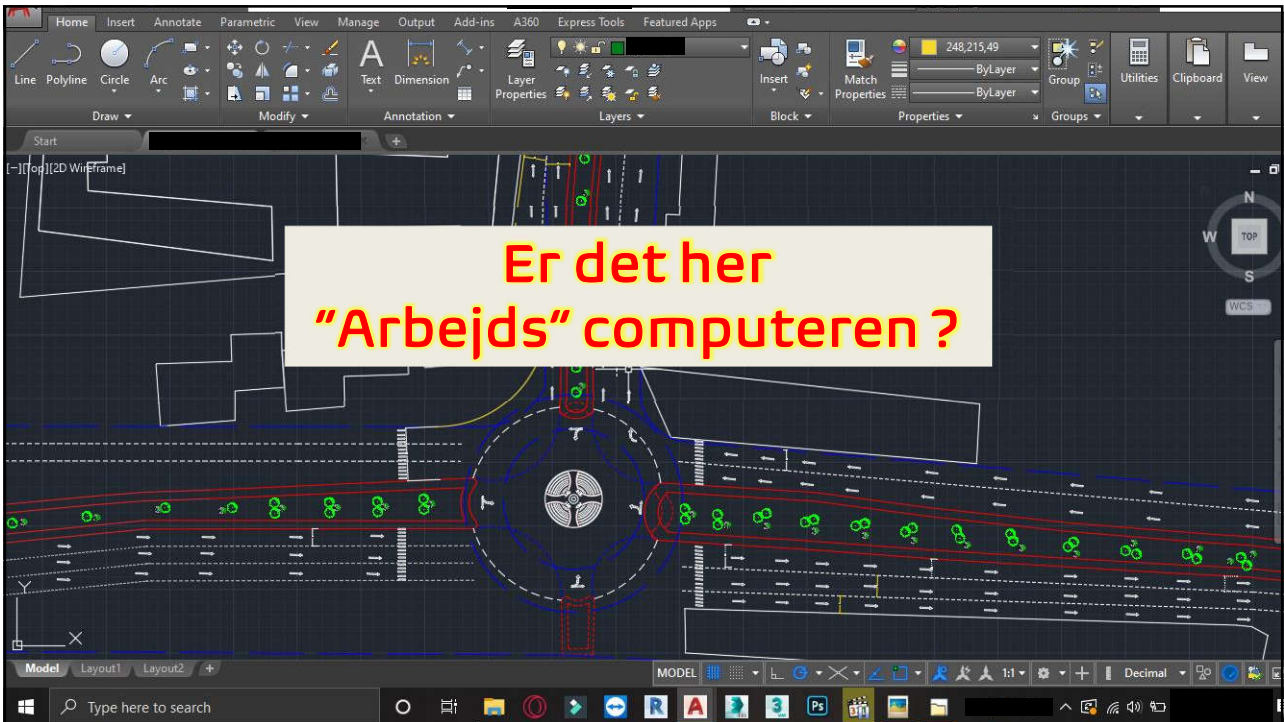 Home Insert Annotate Parametric View Manage Output Add-ins A360 Express Tools Featured Apps
Line Polyline Circle Arc
Text Dimension
Layer Properties
Insert
Match Properties
248,215,49
ByLayer
ByLayer
Group
Utilities
Clipboard
View
Draw Modify Annotation Layers Block Properties Groups
Start
[−][Top][2D Wireframe]
N
W TOP
S
WCS
Er det her
"Arbejds" computeren ?
Y
X
Model Layout1 Layout2 +
MODEL 1:1 Decimal
Type here to search
R A 3 Ps